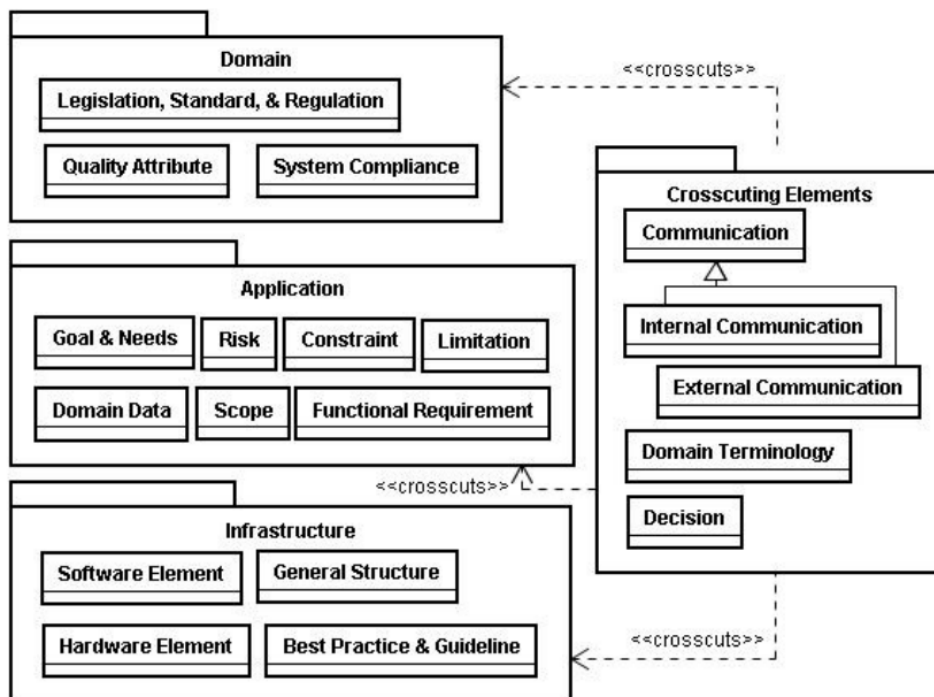 Domain
Legislation, Standard, & Regulation
Quality Attribute
System Compliance
<<crosscuts>>
Crosscuting Elements
Communication
Internal Communication
External Communication
Domain Terminology
Decision
Application
Goal & Needs
Risk
Constraint
Limitation
Domain Data
Scope
Functional Requirement
<<crosscuts>>
Infrastructure
Software Element
General Structure
Hardware Element
Best Practice & Guideline
<<crosscuts>>